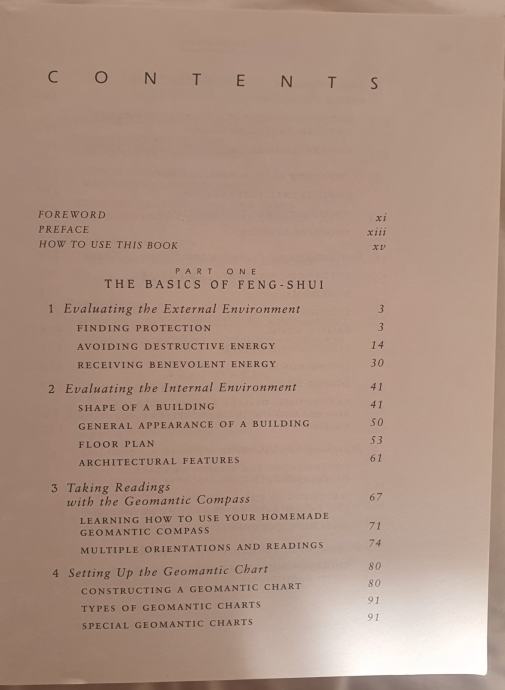 CONTENTS
FOREWORD xi
PREFACE xiii
HOW TO USE THIS BOOK xv
PART ONE
THE BASICS OF FENG-SHUI
1 Evaluating the External Environment 3
FINDING PROTECTION 3
AVOIDING DESTRUCTIVE ENERGY 14
RECEIVING BENEVOLENT ENERGY 30
2 Evaluating the Internal Environment 41
SHAPE OF A BUILDING 41
GENERAL APPEARANCE OF A BUILDING 50
FLOOR PLAN 53
ARCHITECTURAL FEATURES 61
3 Taking Readings
with the Geomantic Compass 67
LEARNING HOW TO USE YOUR HOMEMADE
GEOMANTIC COMPASS 71
MULTIPLE ORIENTATIONS AND READINGS 74
4 Setting Up the Geomantic Chart 80
CONSTRUCTING A GEOMANTIC CHART 80
TYPES OF GEOMANTIC CHARTS 91
SPECIAL GEOMANTIC CHARTS 91